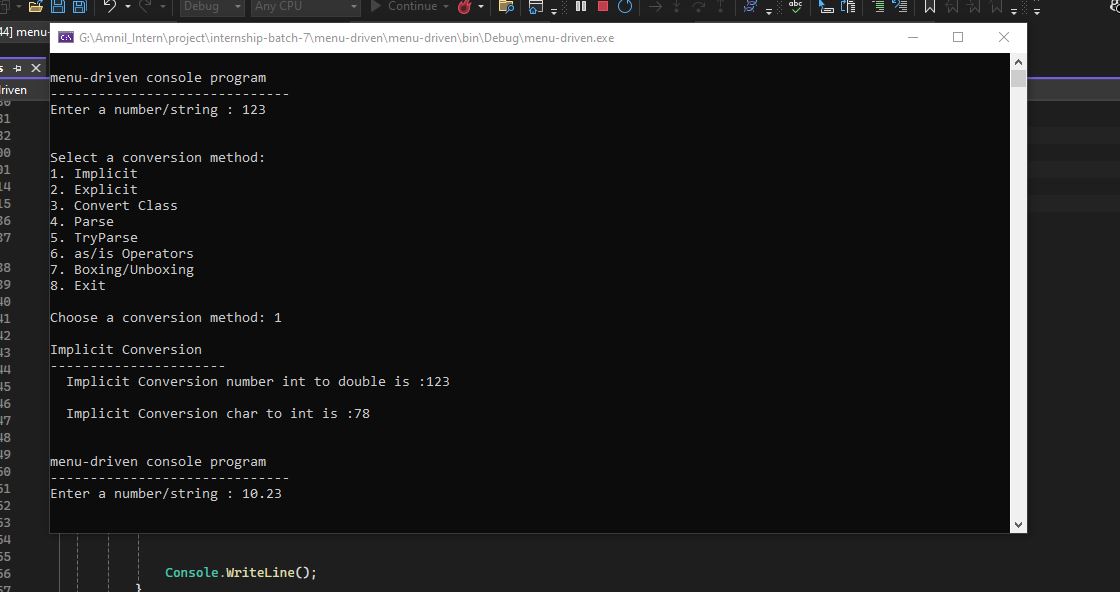 Debug Any CPU Continue
44] menu-
G:\Amnil_Intern\project\internship-batch-7\menu-driven\menu-driven\bin\Debug\menu-driven.exe
menu-driven console program
------------------------------
Enter a number/string : 123
Select a conversion method:
1. Implicit
2. Explicit
3. Convert Class
4. Parse
5. TryParse
6. as/is Operators
7. Boxing/Unboxing
8. Exit
Choose a conversion method: 1
Implicit Conversion
----------------------
Implicit Conversion number int to double is :123
Implicit Conversion char to int is :78
menu-driven console program
------------------------------
Enter a number/string : 10.23
Console.WriteLine();
}